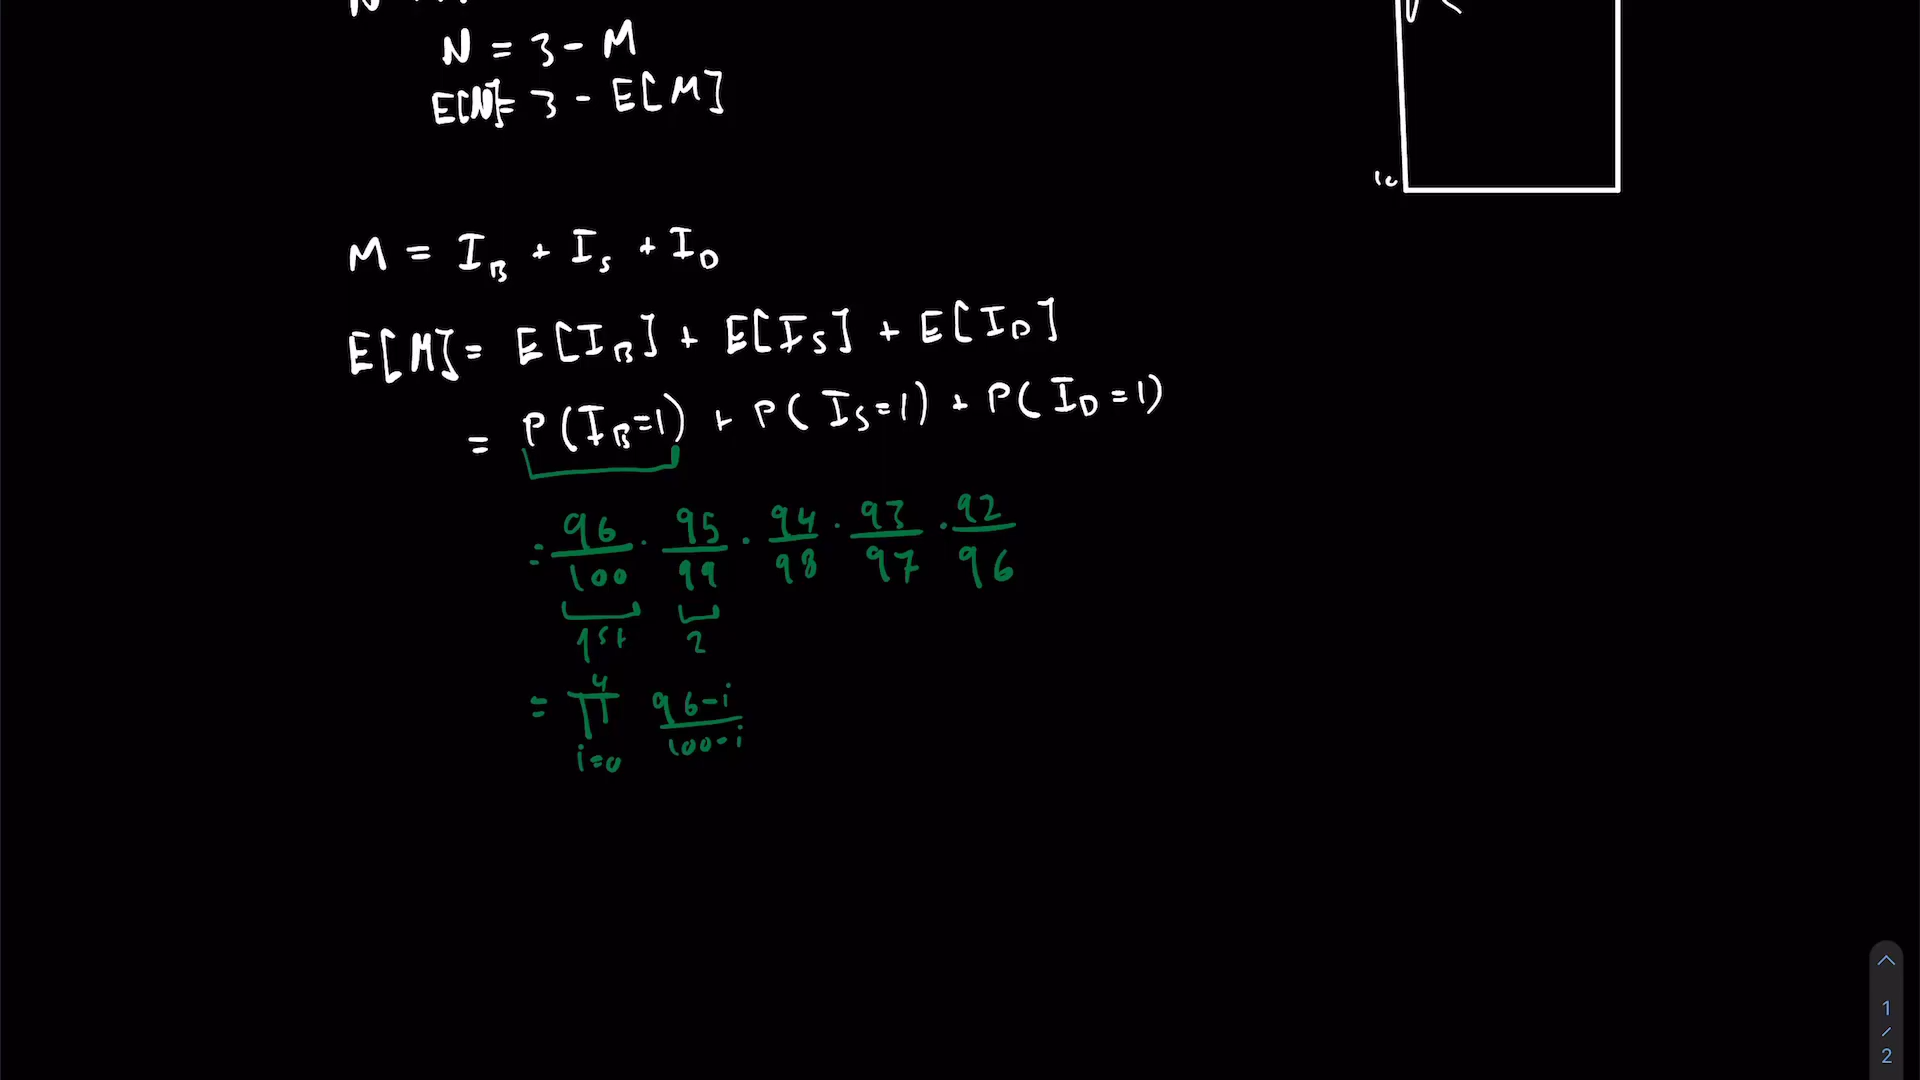 N = 3 - M
E[N] = 3 - E[M]
10
M = I_B + I_S + I_D
E[M] = E[I_B] + E[I_S] + E[I_D]
= P(I_B=1) + P(I_S=1) + P(I_D=1)
= 96/100 · 95/99 · 94/98 · 93/97 · 92/96
1st 2
= ∏_{i=0}^{4} (96-i)/(100-i)
1 / 2